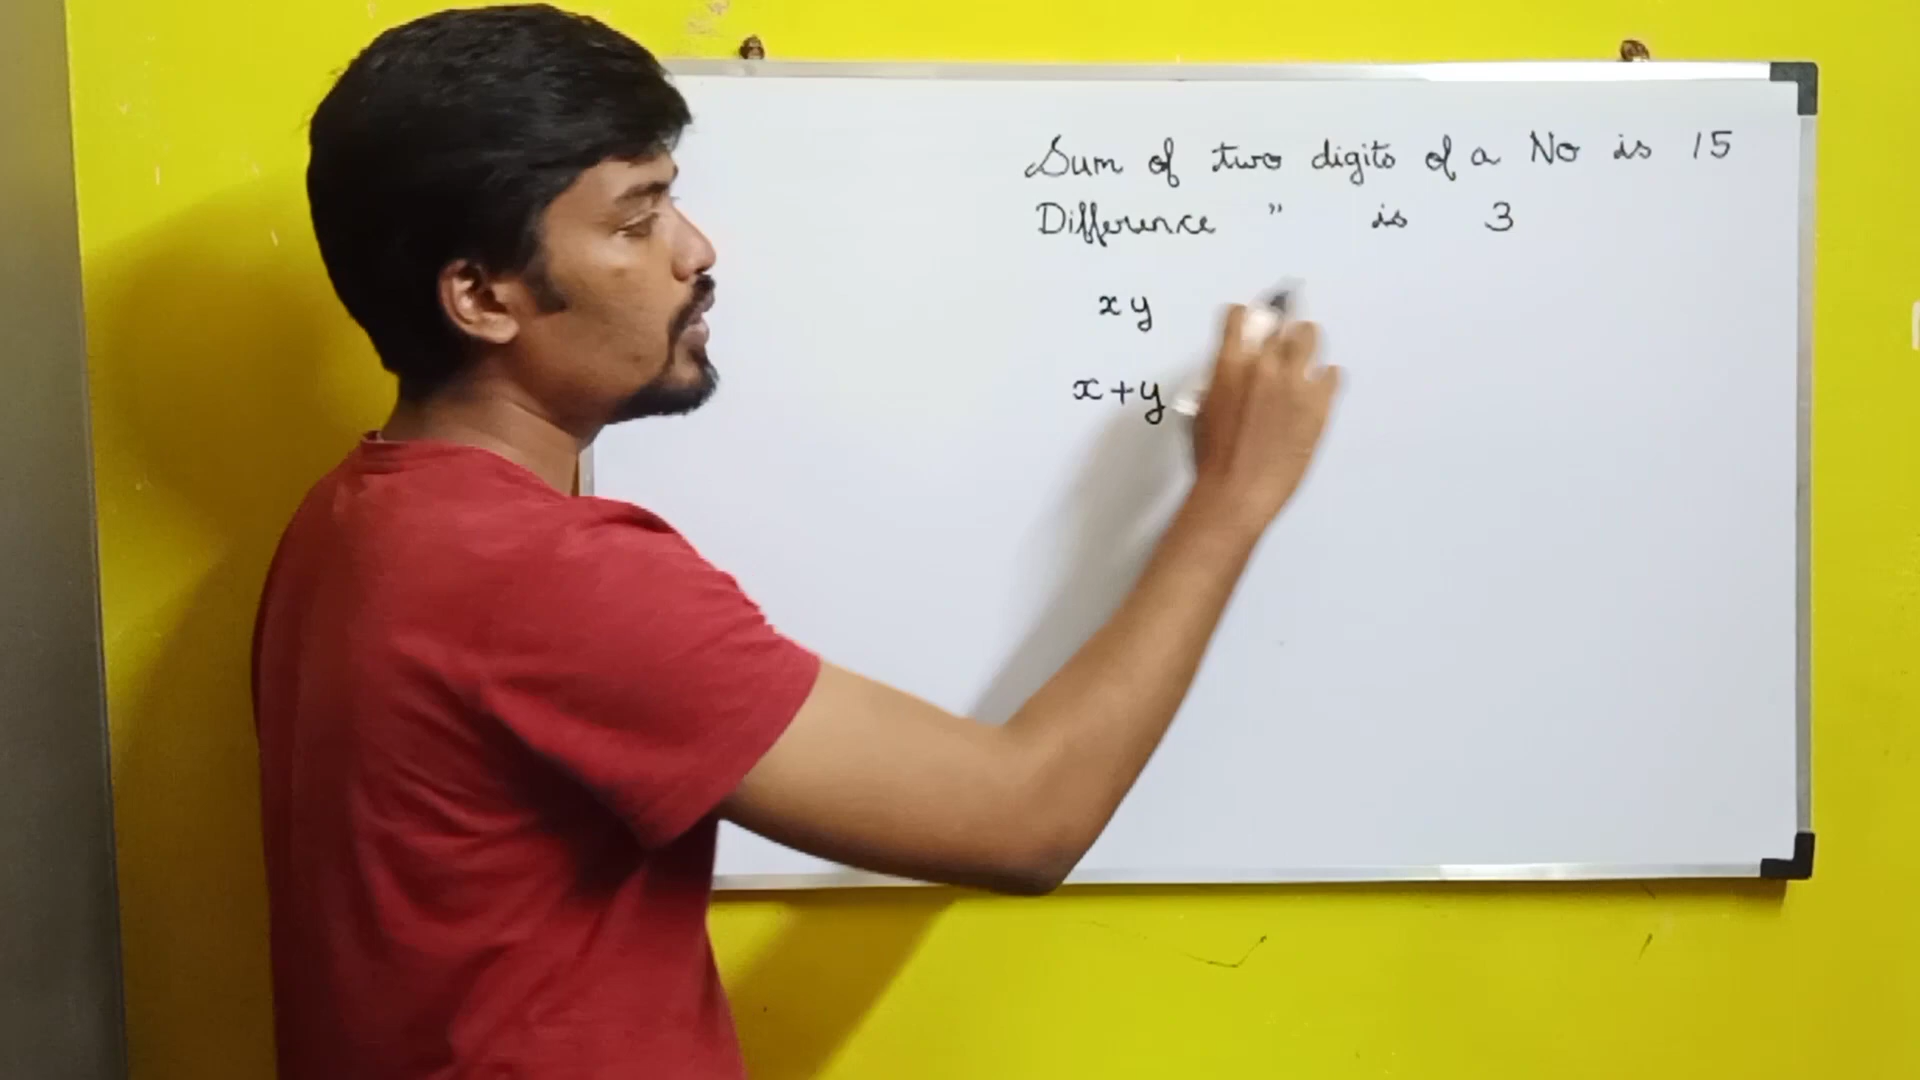 Sum of two digits of a No is 15
Difference " is 3
xy
x+y